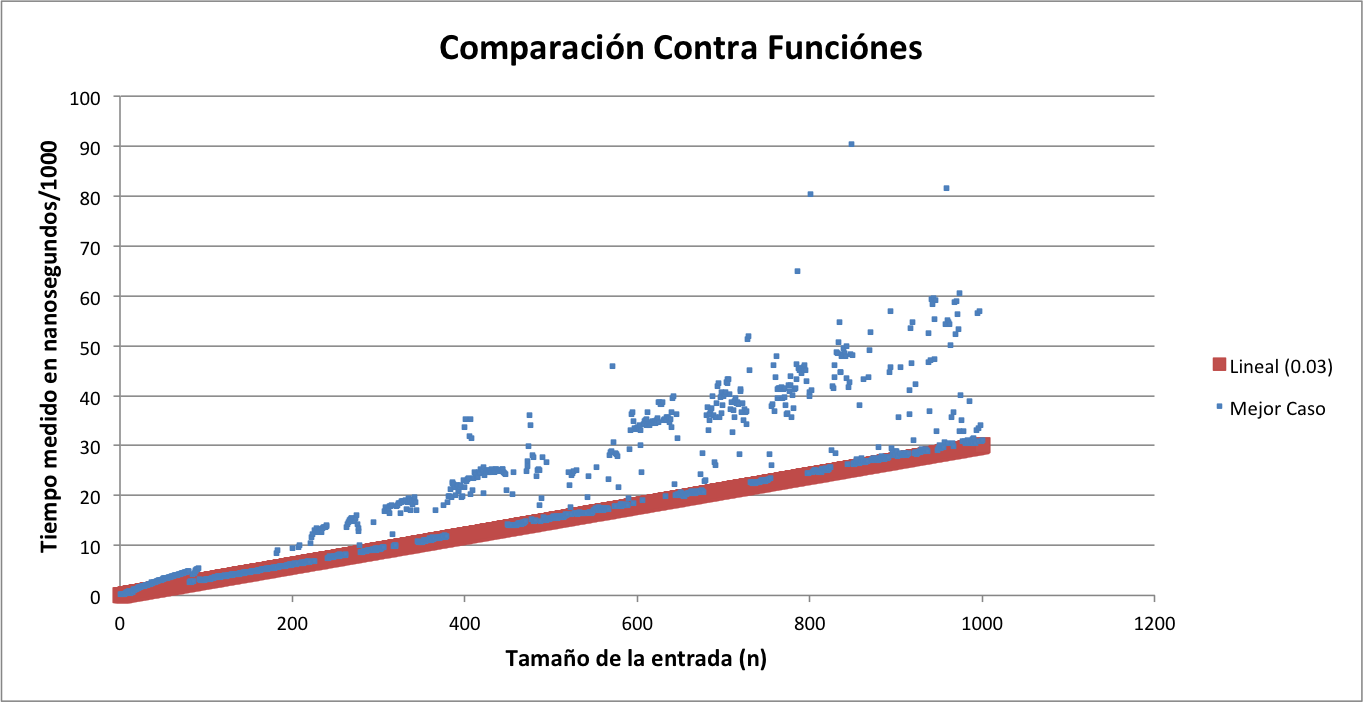 Comparación Contra Funciónes
Tiempo medido en nanosegundos/1000
100
90
80
70
60
50
40
30
20
10
0
0 200 400 600 800 1000 1200
Tamaño de la entrada (n)
Lineal (0.03)
Mejor Caso